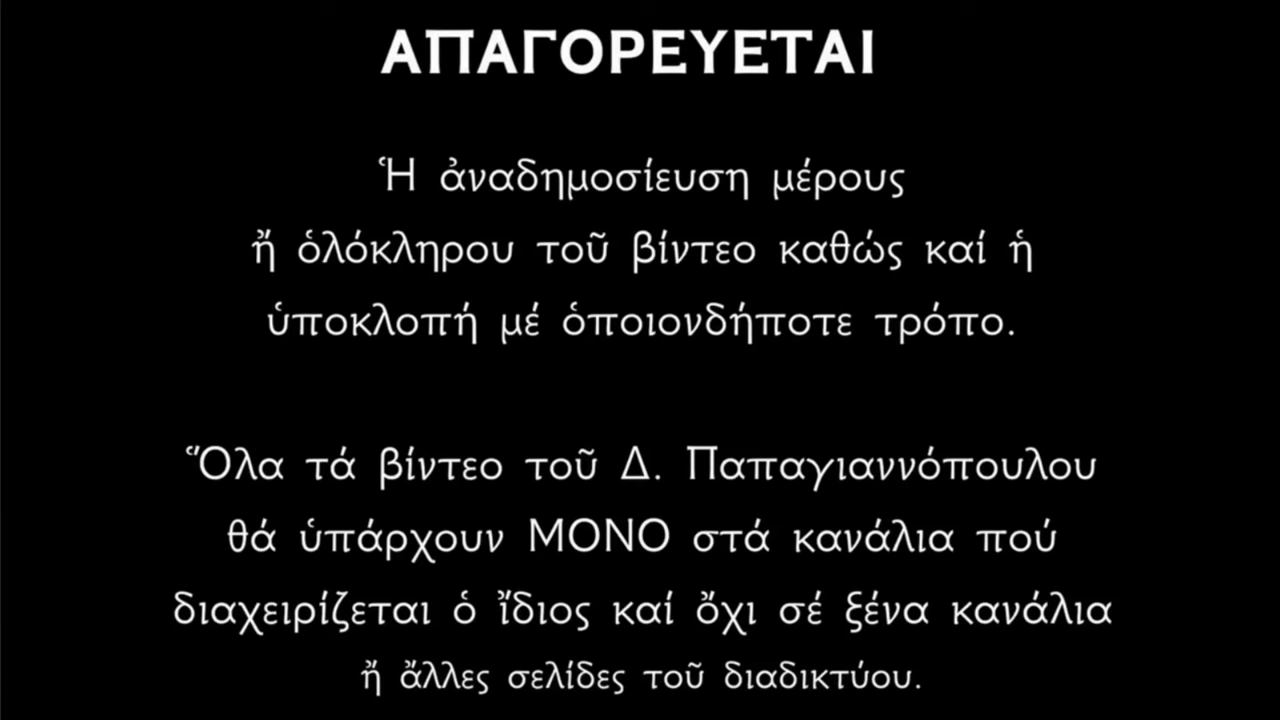 ΑΠΑΓΟΡΕΥΕΤΑΙ
Ἡ ἀναδημοσίευση μέρους
ἤ ὁλόκληρου τοῦ βίντεο καθώς καί ἡ
ὑποκλοπή μέ ὁποιονδήποτε τρόπο.
Ὅλα τά βίντεο τοῦ Δ. Παπαγιαννόπουλου
θά ὑπάρχουν ΜΟΝΟ στά κανάλια πού
διαχειρίζεται ὁ ἴδιος καί ὄχι σέ ξένα κανάλια
ἤ ἄλλες σελίδες τοῦ διαδικτύου.